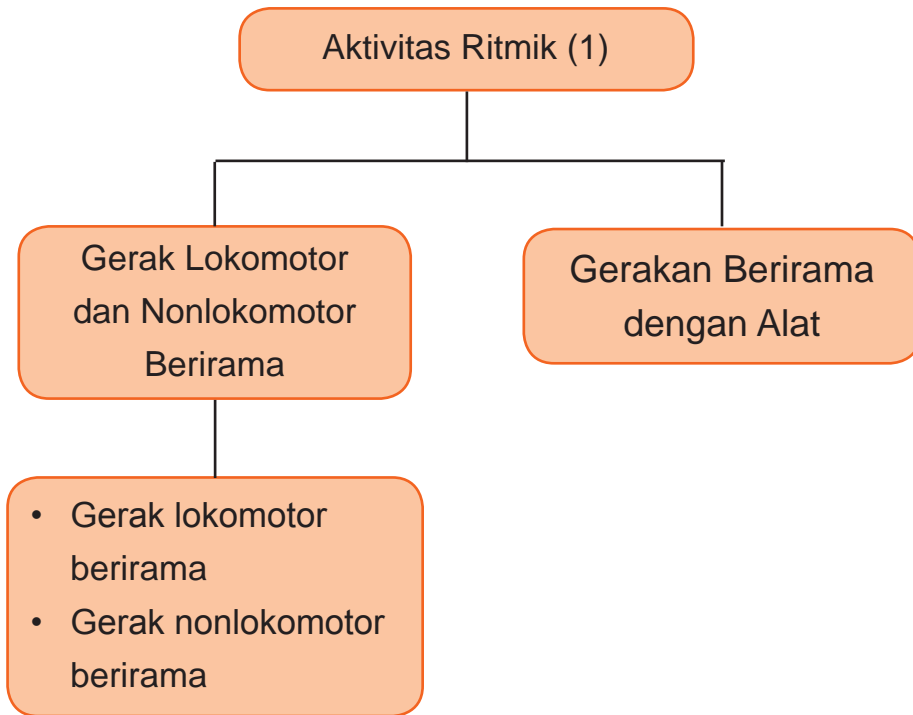 Aktivitas Ritmik (1)
Gerak Lokomotor
dan Nonlokomotor
Berirama
Gerakan Berirama
dengan Alat
• Gerak lokomotor
berirama
• Gerak nonlokomotor
berirama